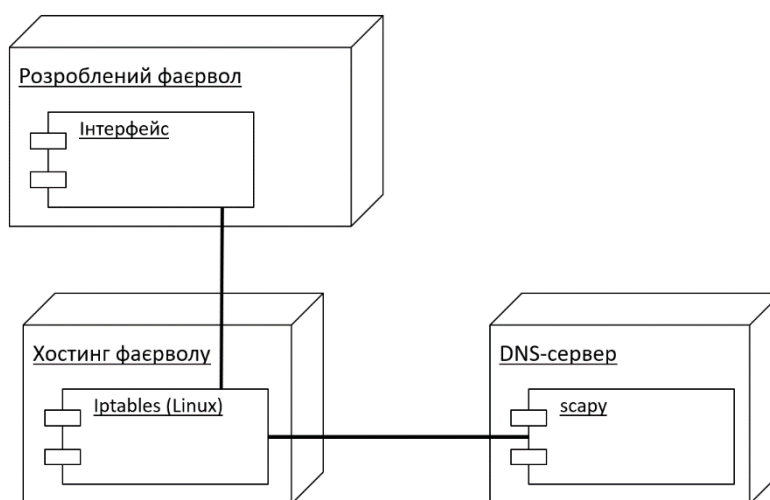 Розроблений фаєрвол
Інтерфейс
Хостинг фаєрволу
Iptables (Linux)
DNS-сервер
scapy